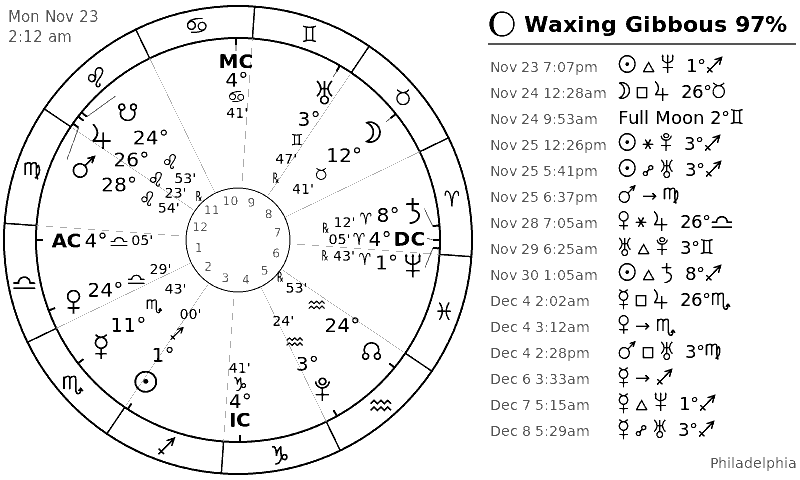 Mon Nov 23
2:12 am
♋ ♊ ♉ ♈ ♓ ♒ ♑ ♐ ♏ ♎ ♍ ♌
MC
4°
♋
41'
♅
3°
♊
47'
℞
☽
12°
♉
41'
♄ 8° ♈ 12' ℞
DC 4° ♈ 05'
♆ 1° ♈ 43' ℞
☊
24°
♒
53'
℞
♇
3°
♒
24'
41'
♑
4°
IC
☉
1°
♐
00'
☿
11°
♏
43'
♀ 24° ♎ 29'
AC 4° ♎ 05'
♂
28°
♌
54'
♃
26°
♌
23'
☋
24°
♌
53'
℞
10 9 8 7 6 5 4 3 2 1 12 11
Waxing Gibbous 97%
Nov 23 7:07pm ☉ △ ♆ 1°♐
Nov 24 12:28am ☽ □ ♃ 26°♉
Nov 24 9:53am Full Moon 2°♊
Nov 25 12:26pm ☉ ⚹ ♇ 3°♐
Nov 25 5:41pm ☉ ☍ ♅ 3°♐
Nov 25 6:37pm ♂ → ♍
Nov 28 7:05am ♀ ⚹ ♃ 26°♎
Nov 29 6:25am ♅ △ ♇ 3°♊
Nov 30 1:05am ☉ △ ♄ 8°♐
Dec 4 2:02am ☿ □ ♃ 26°♏
Dec 4 3:12am ♀ → ♏
Dec 4 2:28pm ♂ □ ♅ 3°♍
Dec 6 3:33am ☿ → ♐
Dec 7 5:15am ☿ △ ♆ 1°♐
Dec 8 5:29am ☿ ☍ ♅ 3°♐
Philadelphia